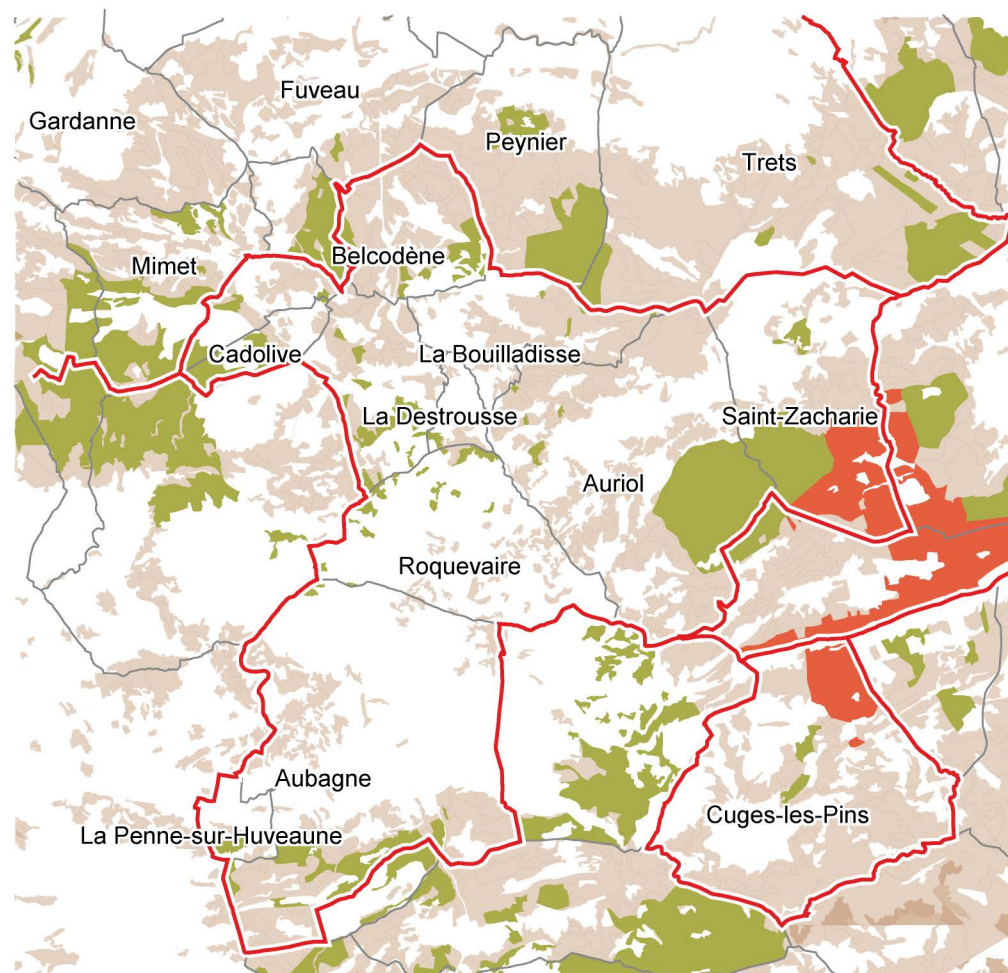 Fuveau
Gardanne
Peynier
Trets
Belcodène
Mimet
Cadolive
La Bouilladisse
La Destrousse
Saint-Zacharie
Auriol
Roquevaire
Aubagne
La Penne-sur-Huveaune
Cuges-les-Pins